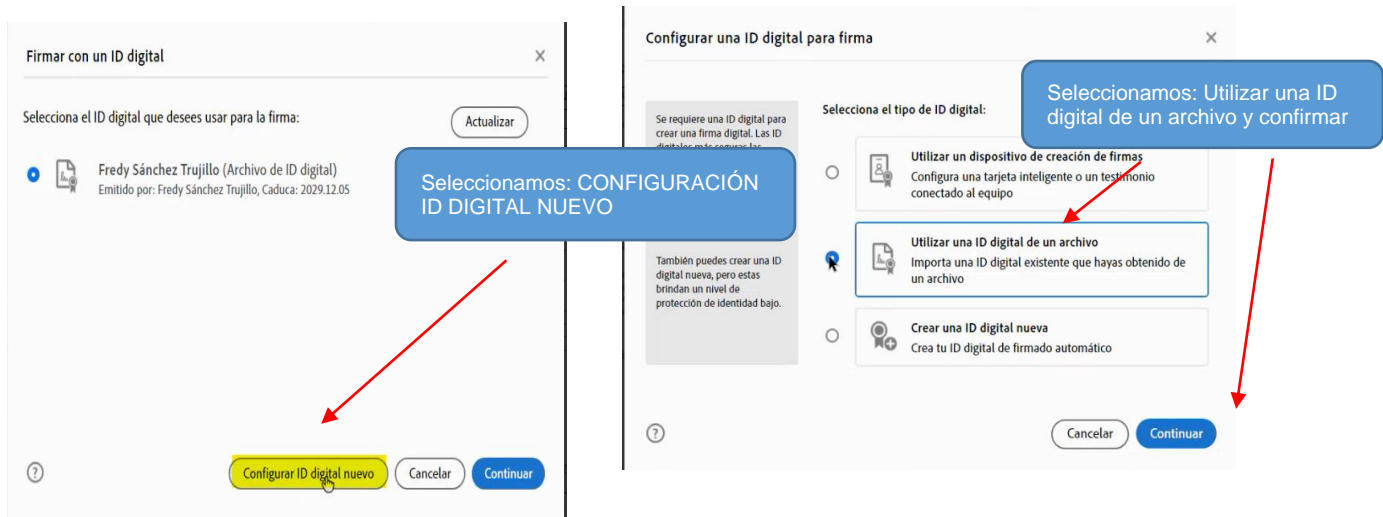 Firmar con un ID digital
Selecciona el ID digital que desees usar para la firma:
Actualizar
Fredy Sánchez Trujillo (Archivo de ID digital)
Emitido por: Fredy Sánchez Trujillo, Caduca: 2029.12.05
Seleccionamos: CONFIGURACIÓN
ID DIGITAL NUEVO
Configurar ID digital nuevo
Cancelar
Continuar
Configurar una ID digital para firma
Seleccionamos: Utilizar una ID
digital de un archivo y confirmar
Se requiere una ID digital para
crear una firma digital. Las ID
digitales más seguras las
También puedes crear una ID
digital nueva, pero estas
brindan un nivel de
protección de identidad bajo.
Selecciona el tipo de ID digital:
Utilizar un dispositivo de creación de firmas
Configura una tarjeta inteligente o un testimonio
conectado al equipo
Utilizar una ID digital de un archivo
Importa una ID digital existente que hayas obtenido de
un archivo
Crear una ID digital nueva
Crea tu ID digital de firmado automático
Cancelar
Continuar